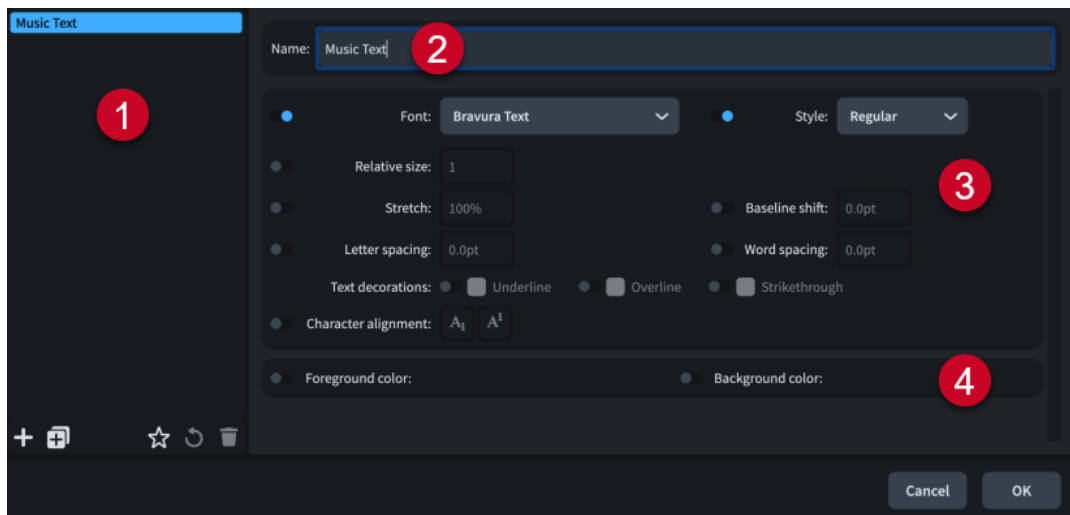 Music Text
1
Name: Music Text
2
Font: Bravura Text Style: Regular
Relative size: 1
3
Stretch: 100% Baseline shift: 0.0pt
Letter spacing: 0.0pt Word spacing: 0.0pt
Text decorations: Underline Overline Strikethrough
Character alignment: A1 A1
Foreground color: Background color:
4
Cancel OK